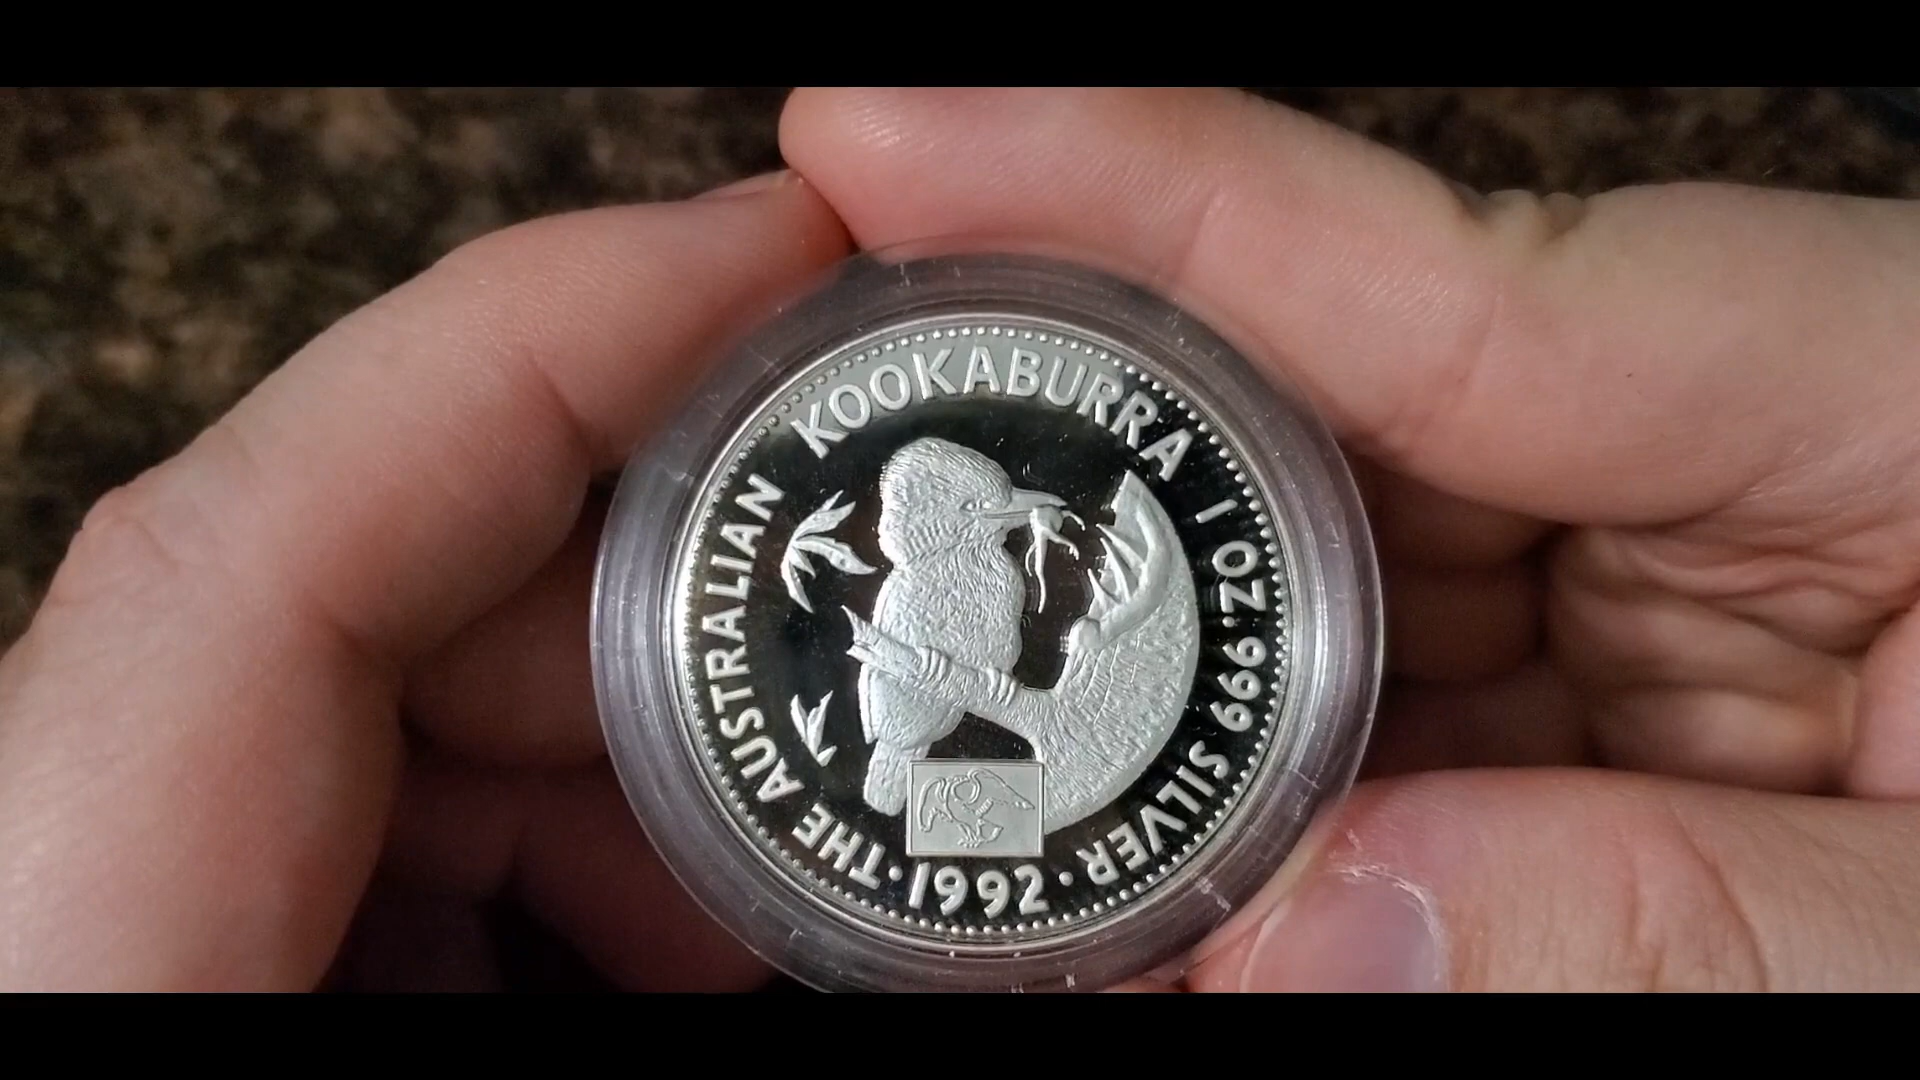 ·THE AUSTRALIAN KOOKABURRA 1 OZ. 999 SILVER·
1992